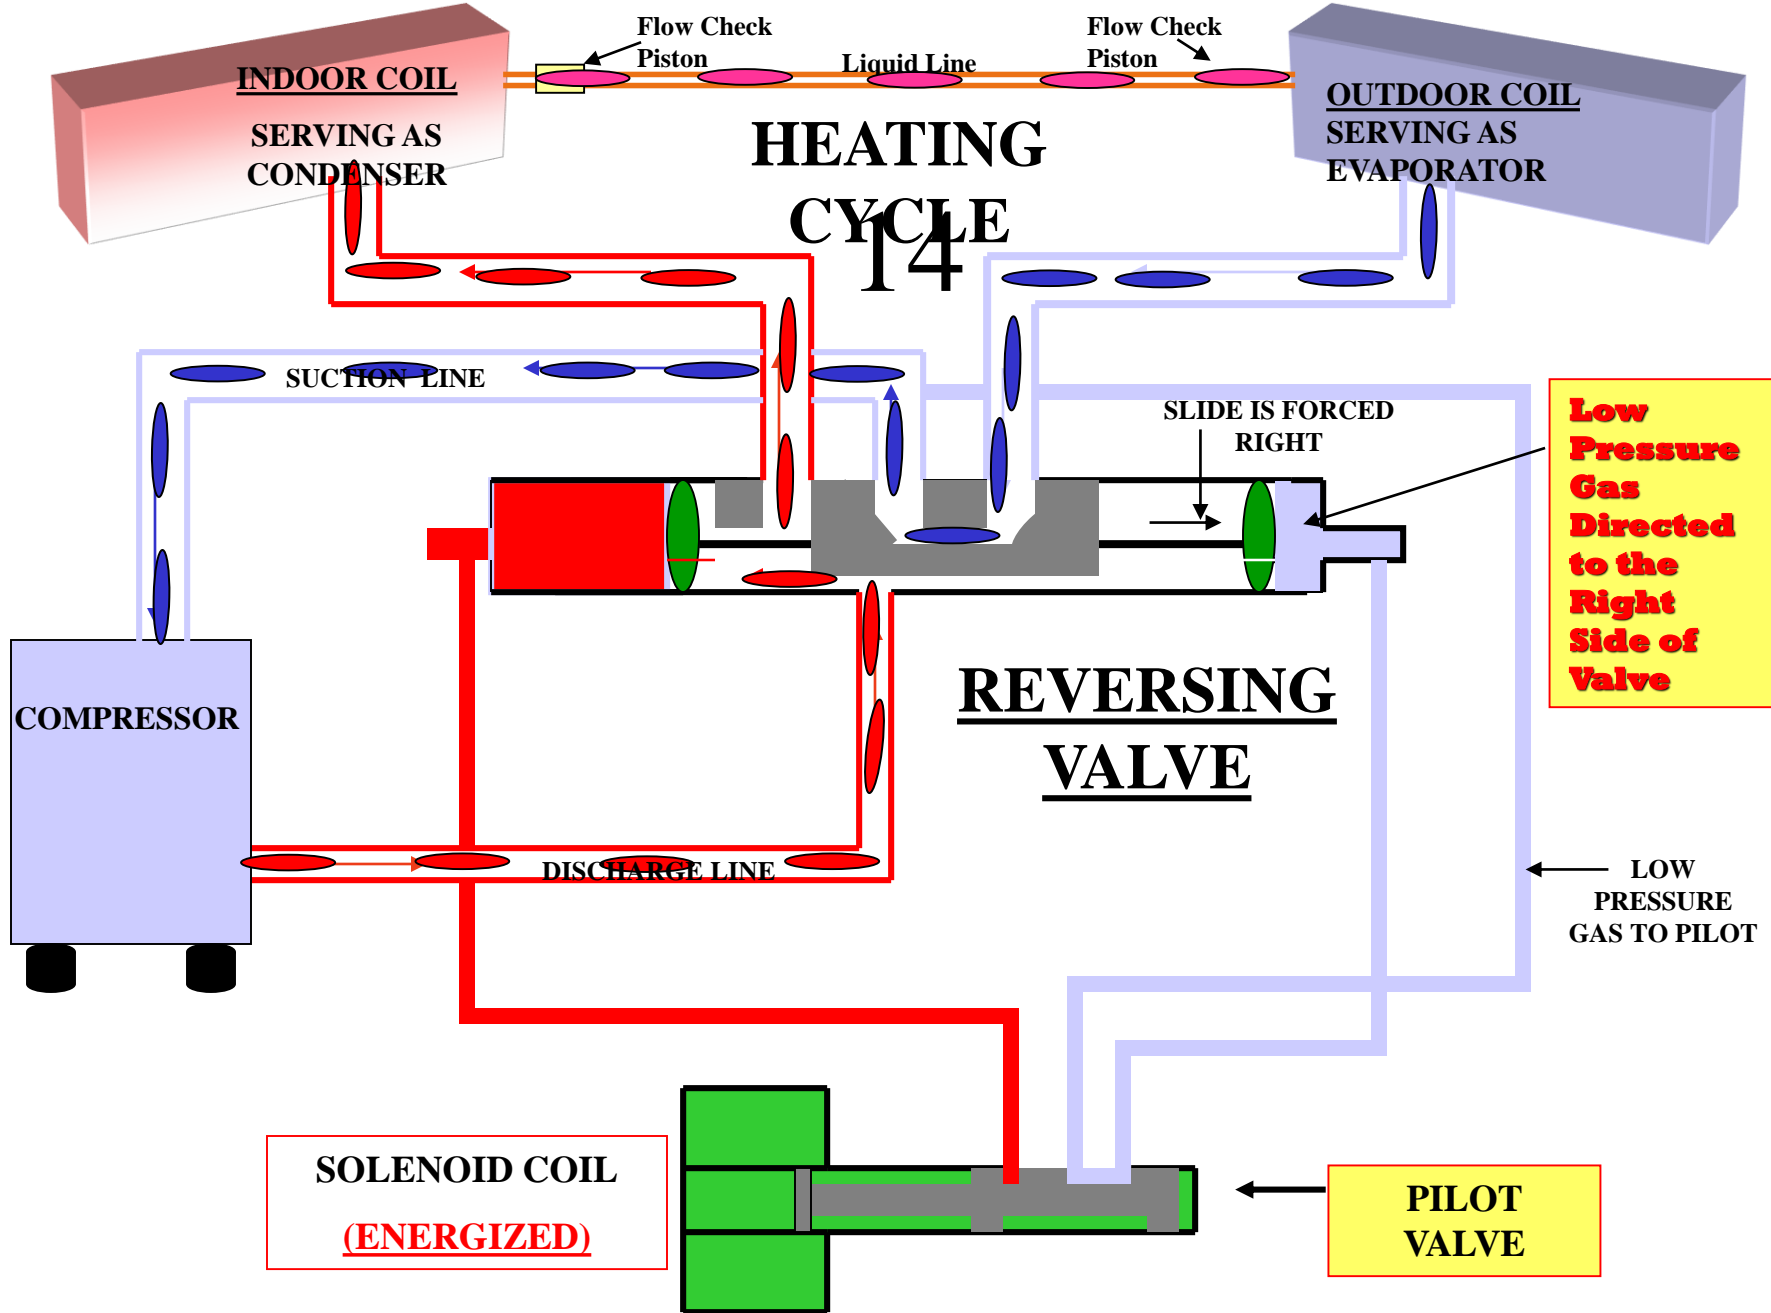 Flow Check
Piston
Flow Check
Piston
Liquid Line
INDOOR COIL
SERVING AS
CONDENSER
OUTDOOR COIL
SERVING AS
EVAPORATOR
HEATING
CYCLE
14
SUCTION LINE
SLIDE IS FORCED
RIGHT
Low
Pressure
Gas
Directed
to the
Right
Side of
Valve
COMPRESSOR
REVERSING
VALVE
DISCHARGE LINE
LOW
PRESSURE
GAS TO PILOT
SOLENOID COIL
(ENERGIZED)
PILOT
VALVE